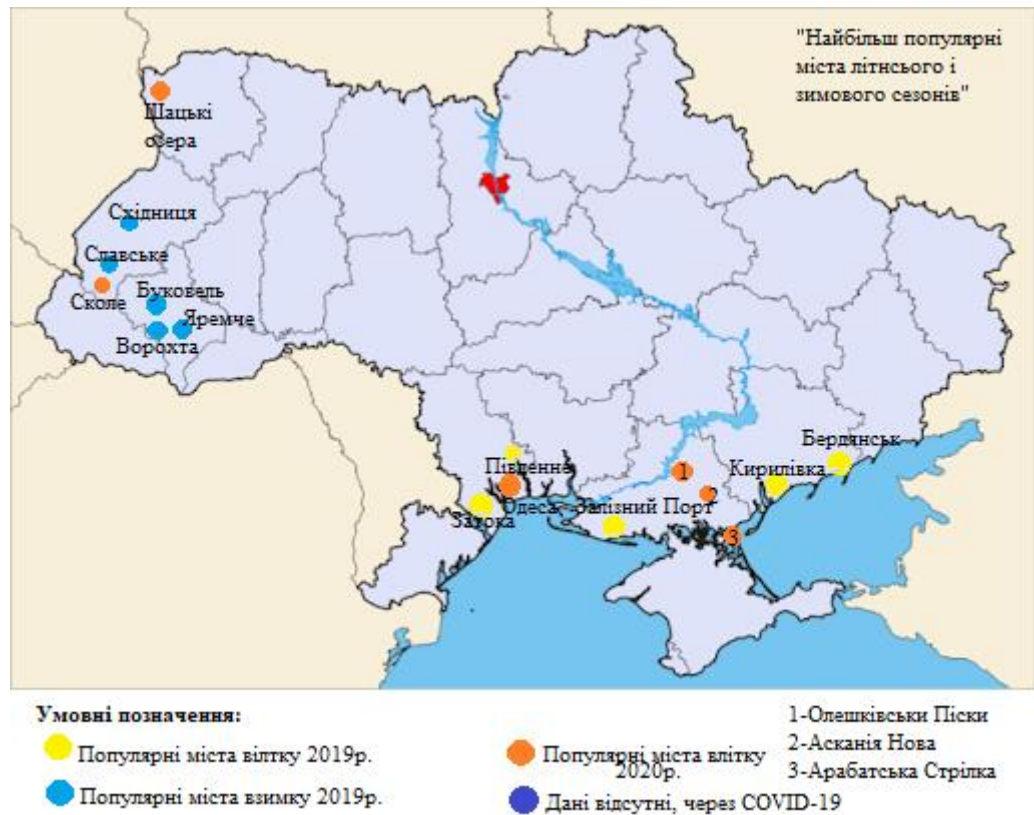 "Найбільш популярні
міста літнсього і
зимового сезонів"
Шацькі
озера
Східниця
Славське
Сколе
Буковель
Яремче
Ворохта
Бердянськ
Південне
Кирилівка
1
2
Одеса
Залізний Порт
Затока
3
Умовні позначення:
Популярні міста віітку 2019р.
Популярні міста взимку 2019р.
Популярні міста влітку
2020р.
Дані відсутні, через COVID-19
1-Олешківськи Піски
2-Асканія Нова
3-Арабатська Стрілка